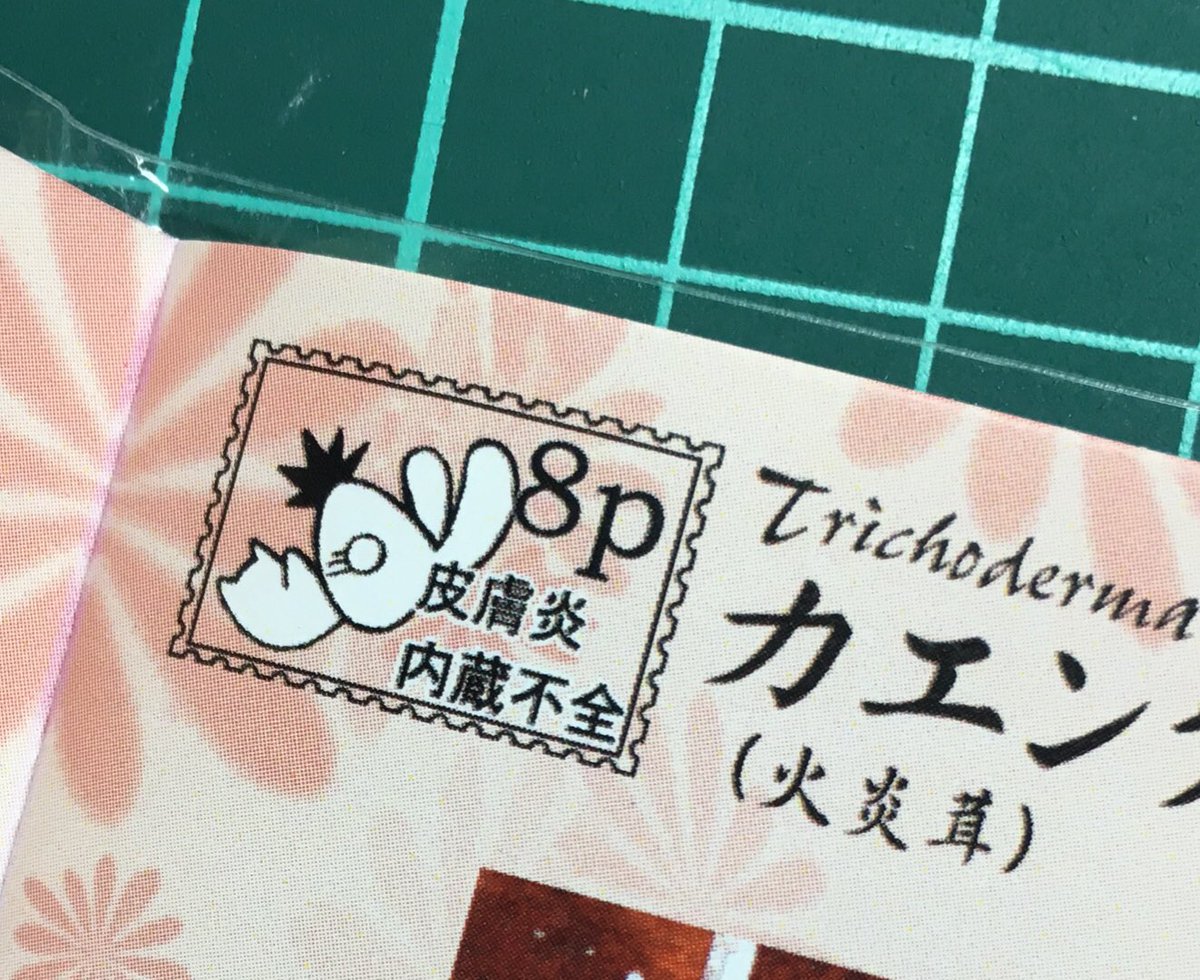 8p
皮膚炎
内蔵不全
Trichoderma
カエン
(火炎茸)